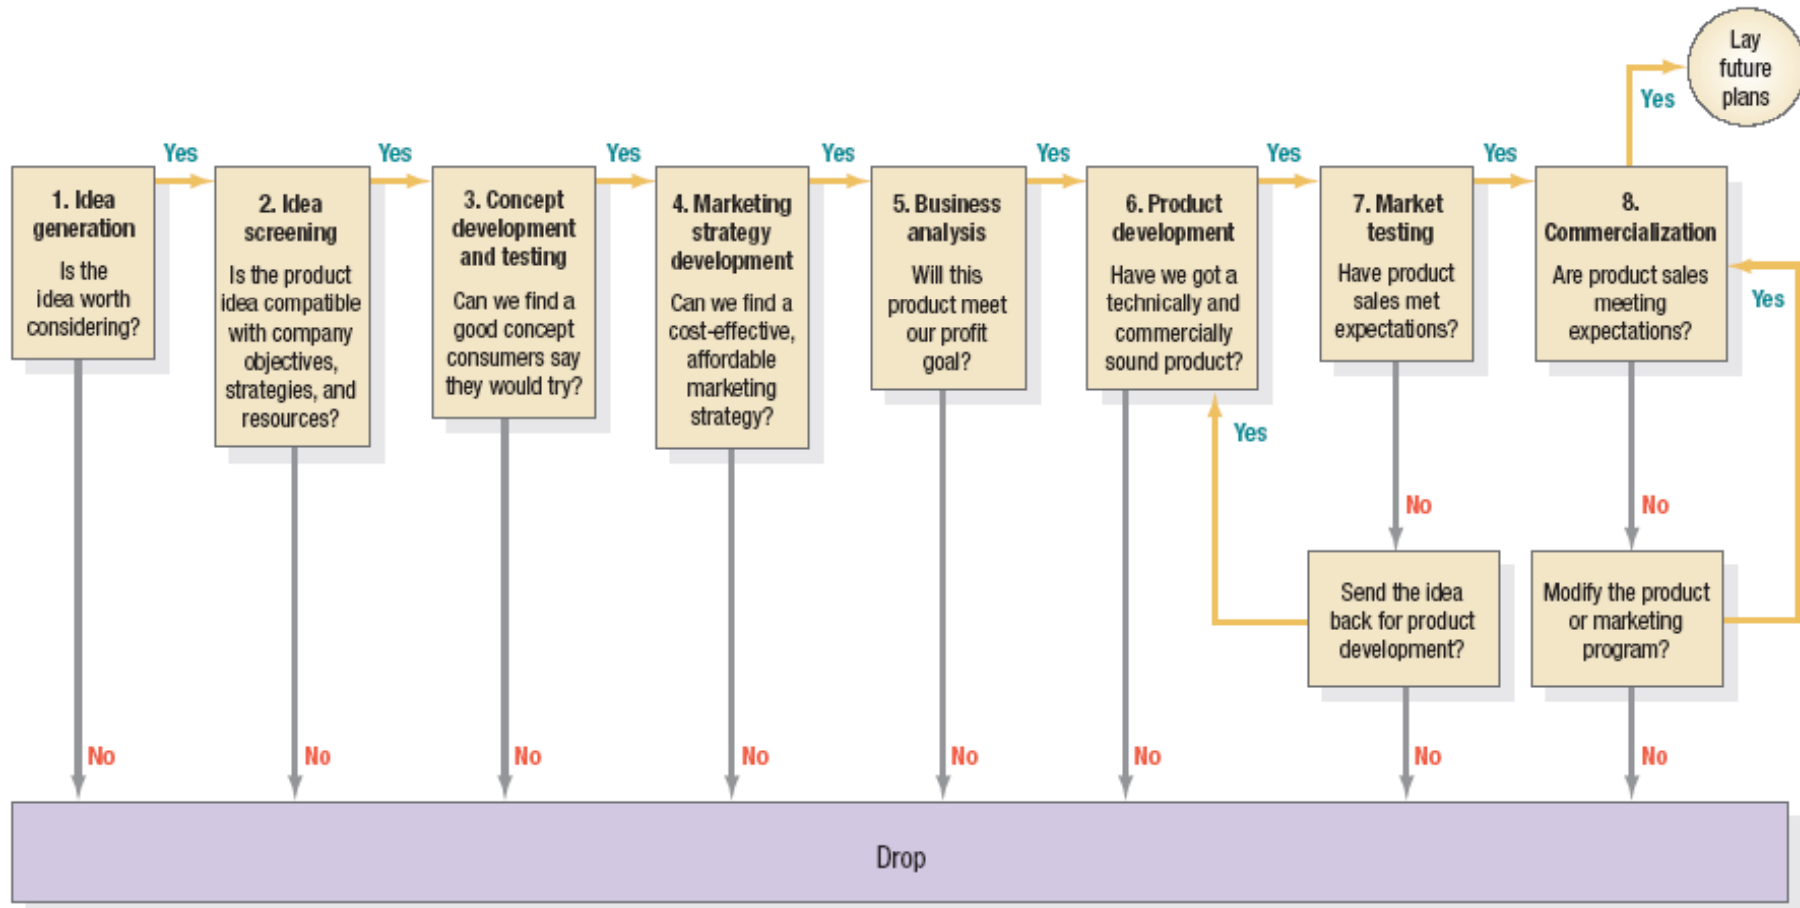 Lay
future
plans
Yes
Yes
Yes
Yes
Yes
Yes
Yes
Yes
1. Idea
generation
Is the
idea worth
considering?
2. Idea
screening
Is the product
idea compatible
with company
objectives,
strategies, and
resources?
3. Concept
development
and testing
Can we find a
good concept
consumers say
they would try?
4. Marketing
strategy
development
Can we find a
cost-effective,
affordable
marketing
strategy?
5. Business
analysis
Will this
product meet
our profit
goal?
6. Product
development
Have we got a
technically and
commercially
sound product?
7. Market
testing
Have product
sales met
expectations?
8.
Commercialization
Are product sales
meeting
expectations?
Yes
Yes
No
No
Send the idea
back for product
development?
Modify the product
or marketing
program?
No
No
No
No
No
No
No
No
Drop